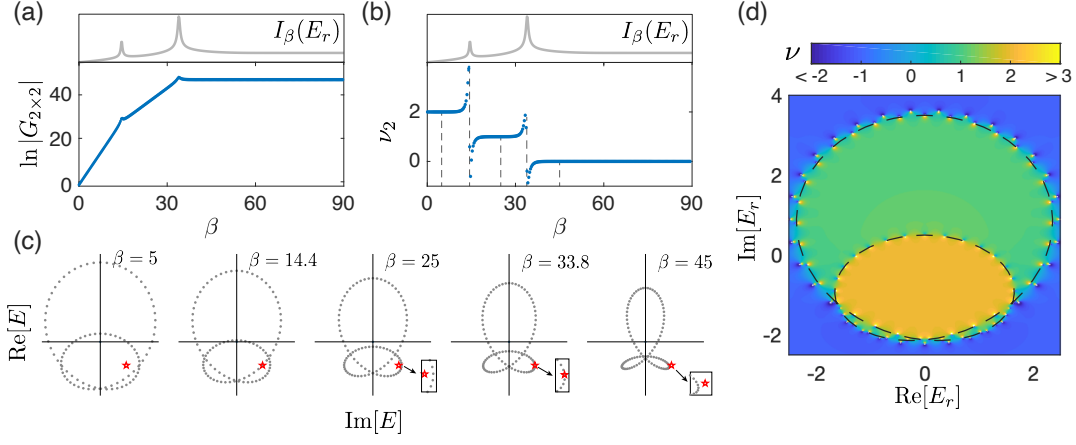 (a)
I_β(E_r)
ln |G_{2×2}|
40
20
0
0 30 60 90
β
(b)
I_β(E_r)
ν_2
2
0
0 30 60 90
β
(c)
β = 5
β = 14.4
β = 25
β = 33.8
β = 45
Re[E]
Im[E]
(d)
ν
< -2 -1 0 1 2 > 3
Im[E_r]
4
2
0
-2
-2 0 2
Re[E_r]